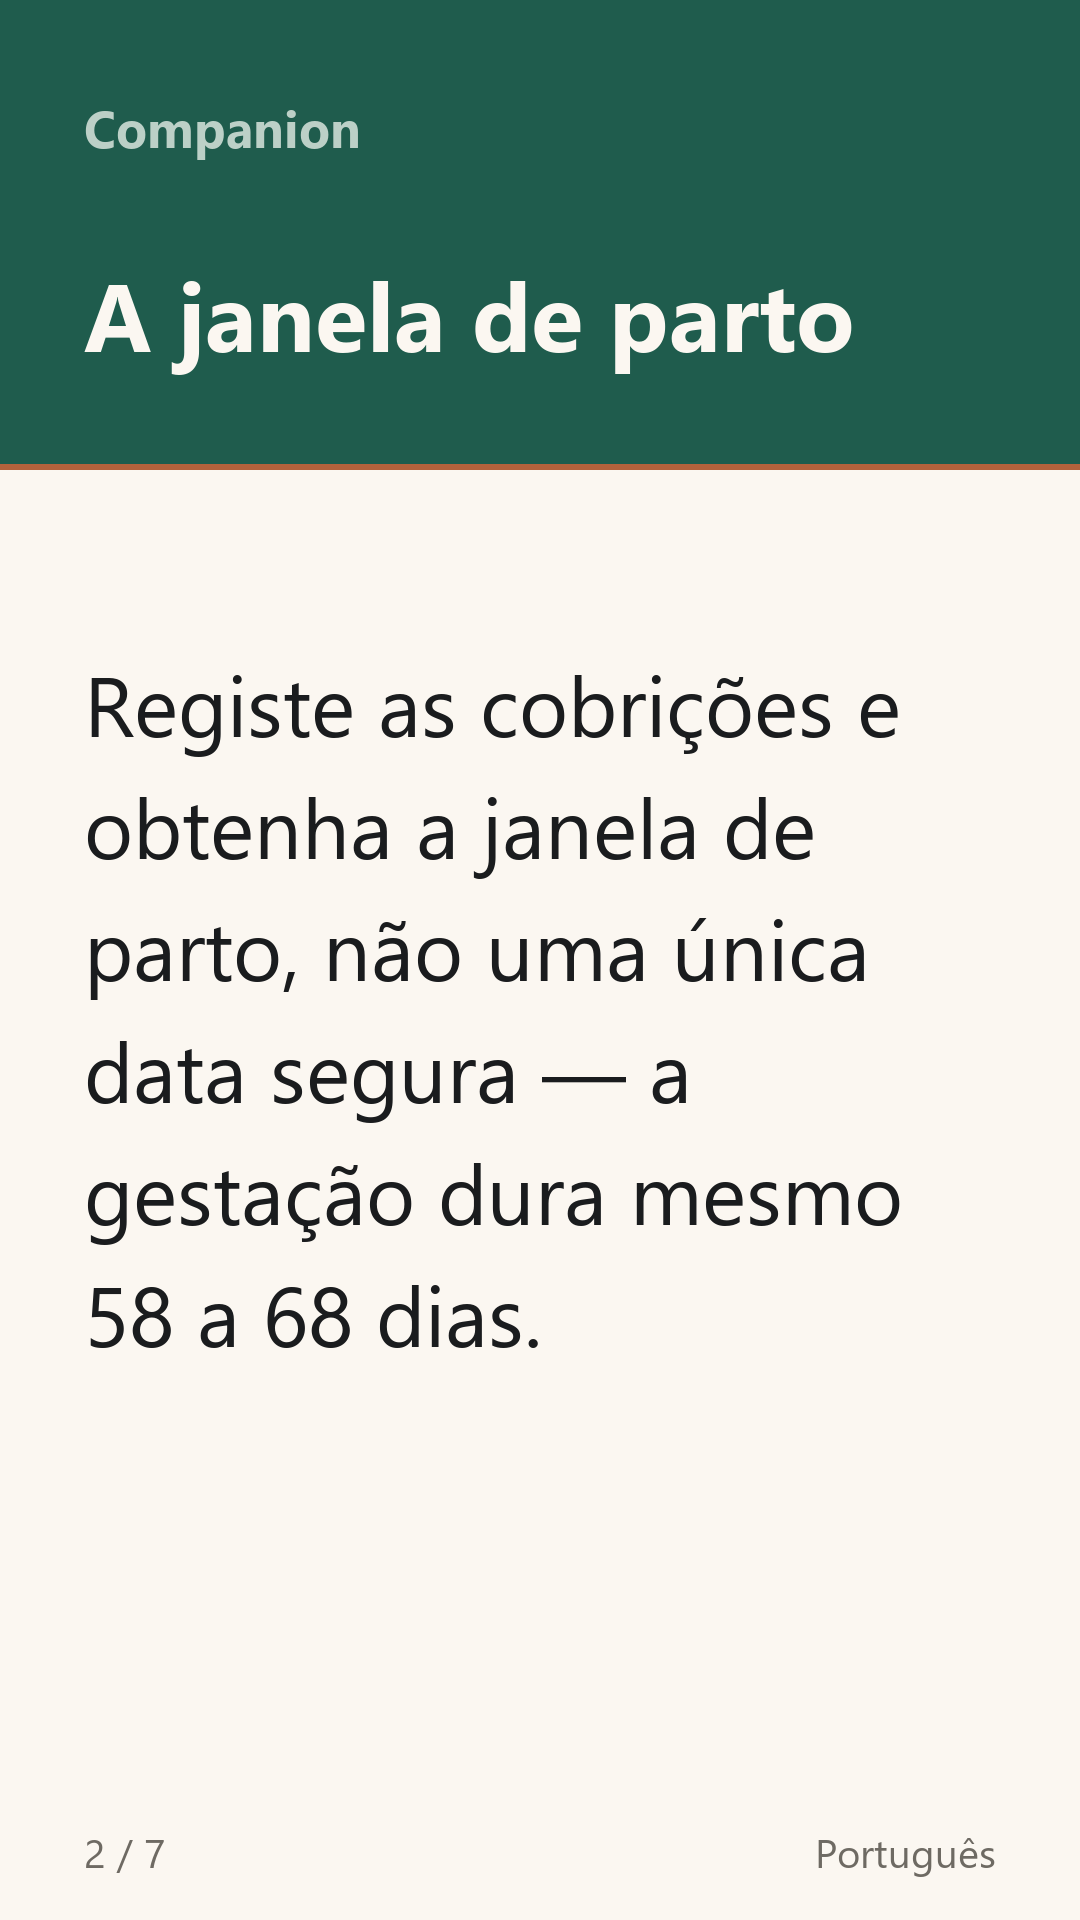 Companion
A janela de parto
Registe as cobrições e
obtenha a janela de
parto, não uma única
data segura — a
gestação dura mesmo
58 a 68 dias.
2 / 7
Português